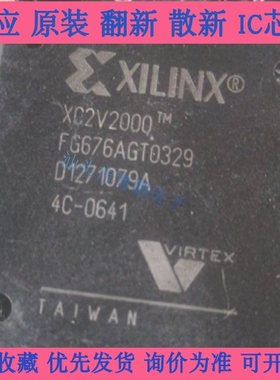 应 原装 翻新 散新 IC芯
XILINX®
XC2V2000™
FG676AGT0329
D1271079A
4C-0641
VIRTEX
TAIWAN
收藏 优先发货 询价为准 可开